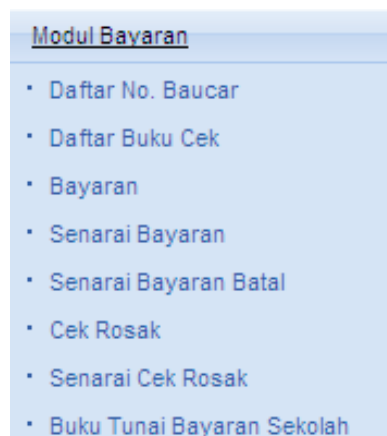 Modul Bayaran
• Daftar No. Baucar
• Daftar Buku Cek
• Bayaran
• Senarai Bayaran
• Senarai Bayaran Batal
• Cek Rosak
• Senarai Cek Rosak
• Buku Tunai Bayaran Sekolah